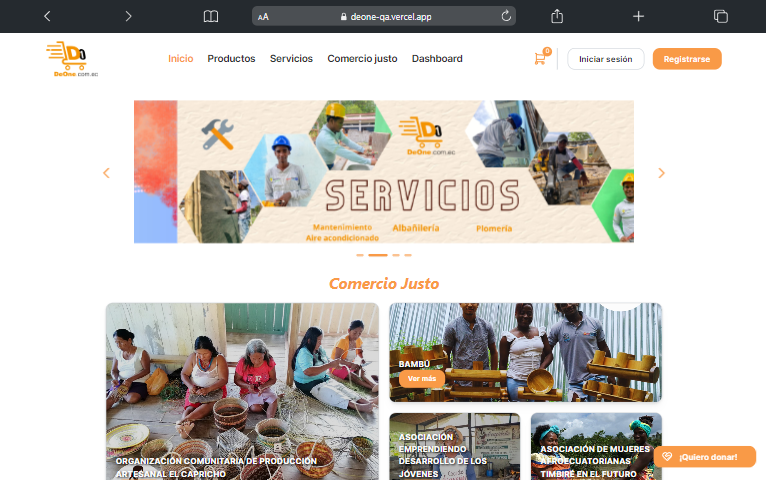 AA
deone-qa.vercel.app
DeOne.com.ec
Inicio
Productos
Servicios
Comercio justo
Dashboard
0
Iniciar sesión
Registrarse
DeOne.com.ec
SERVICIOS
Mantenimiento
Aire acondicionado
Albañilería
Plomería
Comercio Justo
BAMBÚ
Ver más
ORGANIZACIÓN COMUNITARIA DE PRODUCCIÓN
ARTESANAL EL CAPRICHO
ASOCIACIÓN
EMPRENDIENDO
DESARROLLO DE LOS
JÓVENES
ASOCIACIÓN DE MUJERES
AFROECUATORIANAS
TIMBIRE EN EL FUTURO
¡Quiero donar!